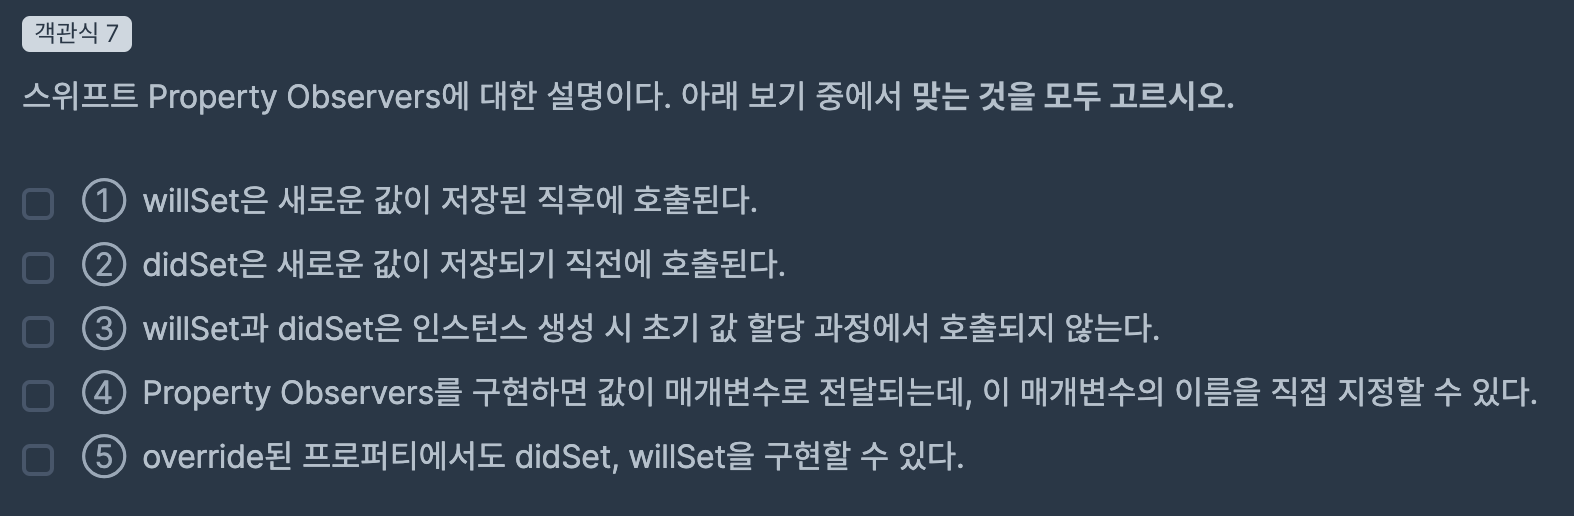 객관식 7
스위프트 Property Observers에 대한 설명이다. 아래 보기 중에서 맞는 것을 모두 고르시오.
① willSet은 새로운 값이 저장된 직후에 호출된다.
② didSet은 새로운 값이 저장되기 직전에 호출된다.
③ willSet과 didSet은 인스턴스 생성 시 초기 값 할당 과정에서 호출되지 않는다.
④ Property Observers를 구현하면 값이 매개변수로 전달되는데, 이 매개변수의 이름을 직접 지정할 수 있다.
⑤ override된 프로퍼티에서도 didSet, willSet을 구현할 수 있다.